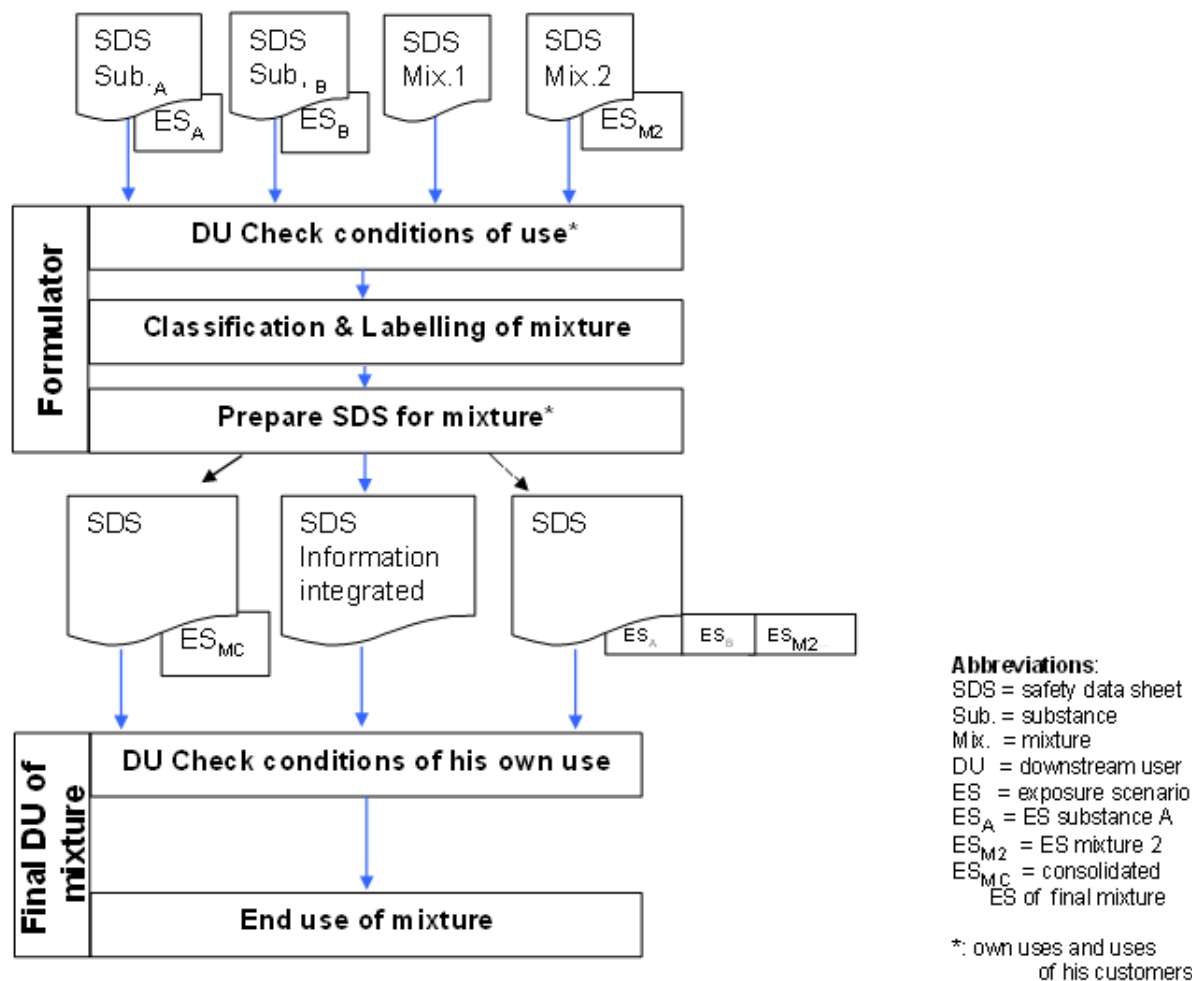 SDS
Sub.A
ESA
SDS
Sub, B
ESB
SDS
Mix.1
SDS
Mix.2
ESM2
Formulator
DU Check conditions of use*
Classification & Labelling of mixture
Prepare SDS for mixture*
SDS
ESMC
SDS
Information
integrated
SDS
ESA
ESB
ESM2
Final DU of
mixture
DU Check conditions of his own use
End use of mixture
Abbreviations:
SDS = safety data sheet
Sub. = substance
Mix. = mixture
DU = downstream user
ES = exposure scenario
ESA = ES substance A
ESM2 = ES mixture 2
ESMC = consolidated
ES of final mixture
*: own uses and uses
of his customers